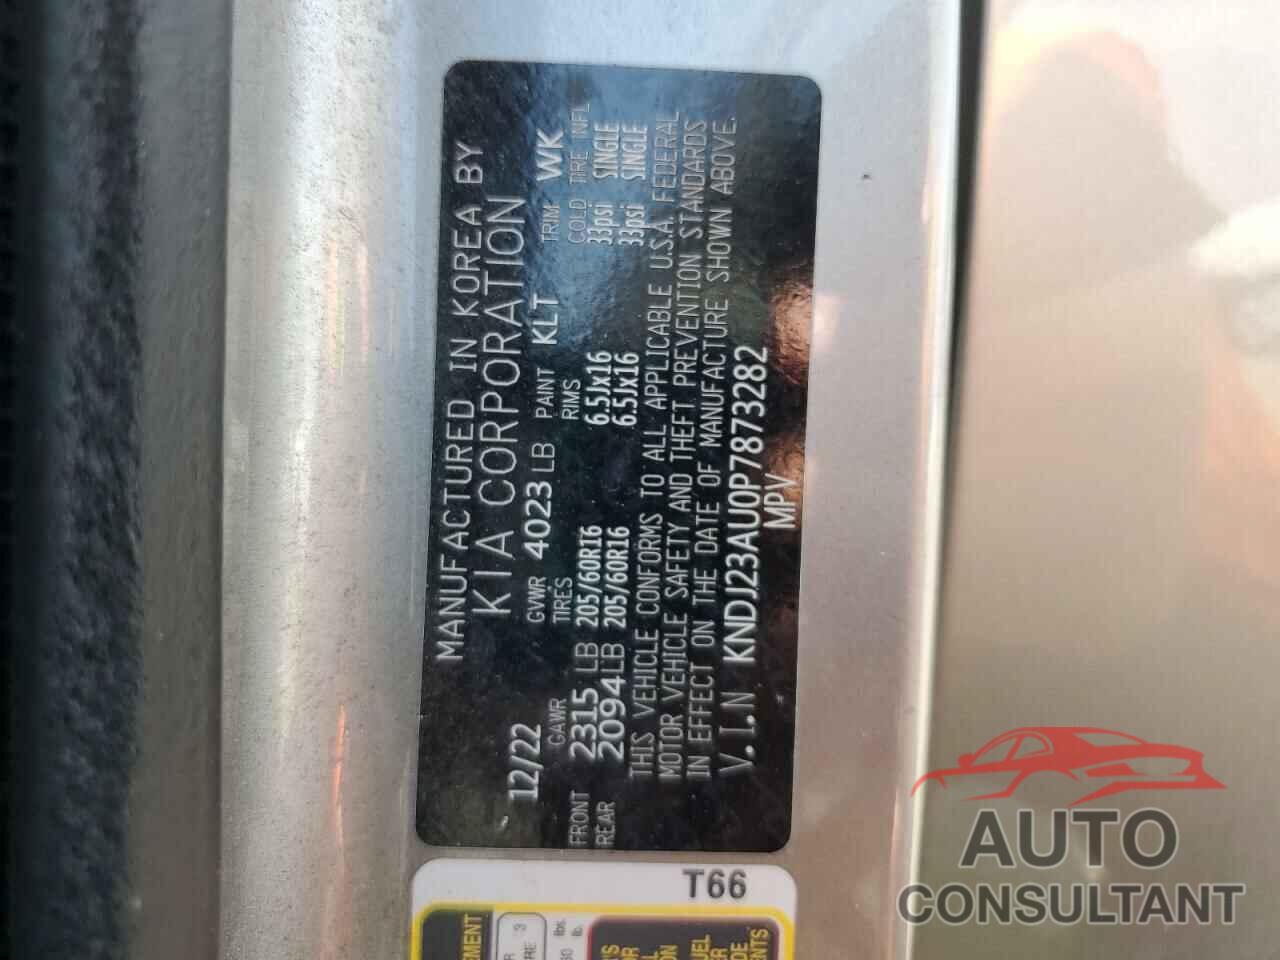 MANUFACTURED IN KOREA BY
KIA CORPORATION
12/22 GVWR 4023 LB PAINT KLT TRIM WK
GAWR TIRES RIMS COLD TIRE INFL
FRONT 2315 LB 205/60R16 6.5Jx16 33psi SINGLE
REAR 2094 LB 205/60R16 6.5Jx16 33psi SINGLE
THIS VEHICLE CONFORMS TO ALL APPLICABLE U.S.A. FEDERAL
MOTOR VEHICLE SAFETY AND THEFT PREVENTION STANDARDS
IN EFFECT ON THE DATE OF MANUFACTURE SHOWN ABOVE.
V.I.N KNDJ23AU0P7873282
MPV
T66
AUTO
CONSULTANT